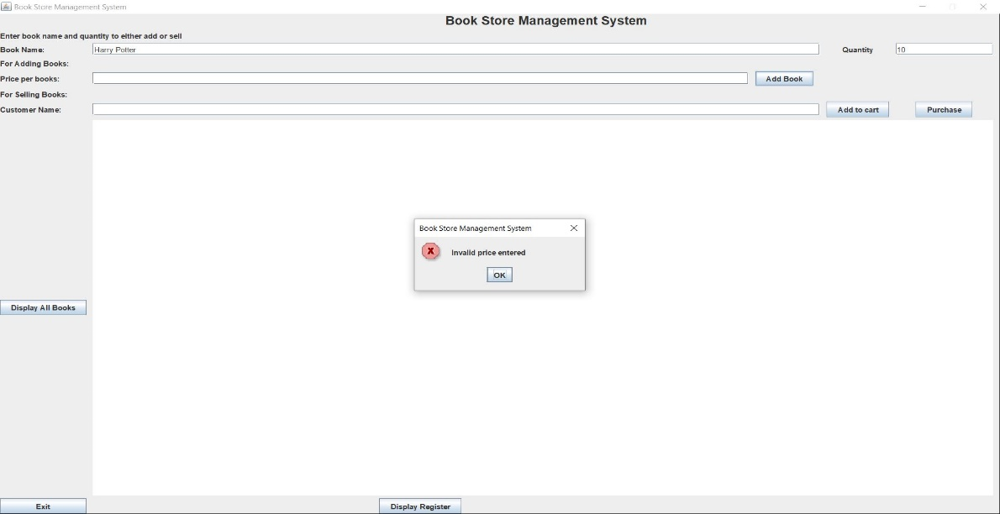 Book Store Management System
Book Store Management System
Enter book name and quantity to either add or sell
Book Name: Harry Potter Quantity 10
For Adding Books:
Price per books: Add Book
For Selling Books:
Customer Name: Add to cart Purchase
Book Store Management System
X Invalid price entered
OK
Display All Books
Exit Display Register